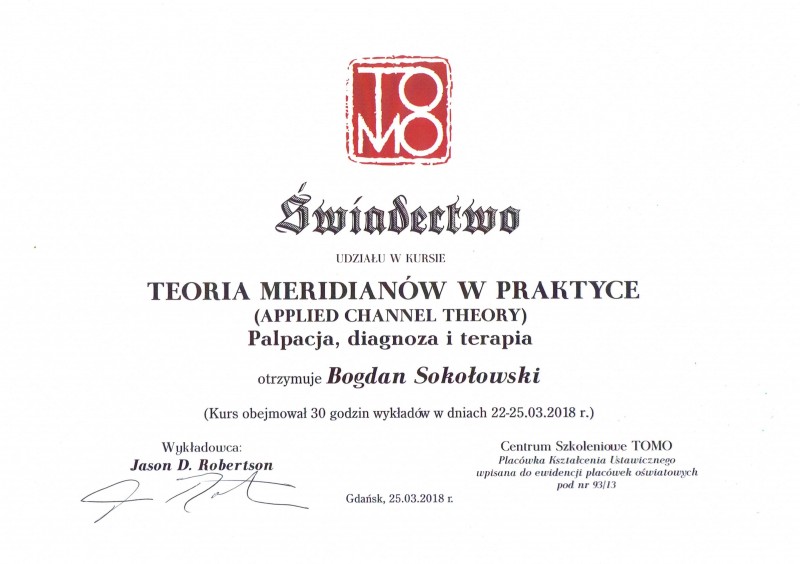 TO
MO
Świadectwo
UDZIAŁU W KURSIE
TEORIA MERIDIANÓW W PRAKTYCE
(APPLIED CHANNEL THEORY)
Palpacja, diagnoza i terapia
otrzymuje Bogdan Sokołowski
(Kurs obejmował 30 godzin wykładów w dniach 22-25.03.2018 r.)
Wykładowca:
Jason D. Robertson
Centrum Szkoleniowe TOMO
Placówka Kształcenia Ustawicznego
wpisana do ewidencji placówek oświatowych
pod nr 93/13
Gdańsk, 25.03.2018 r.